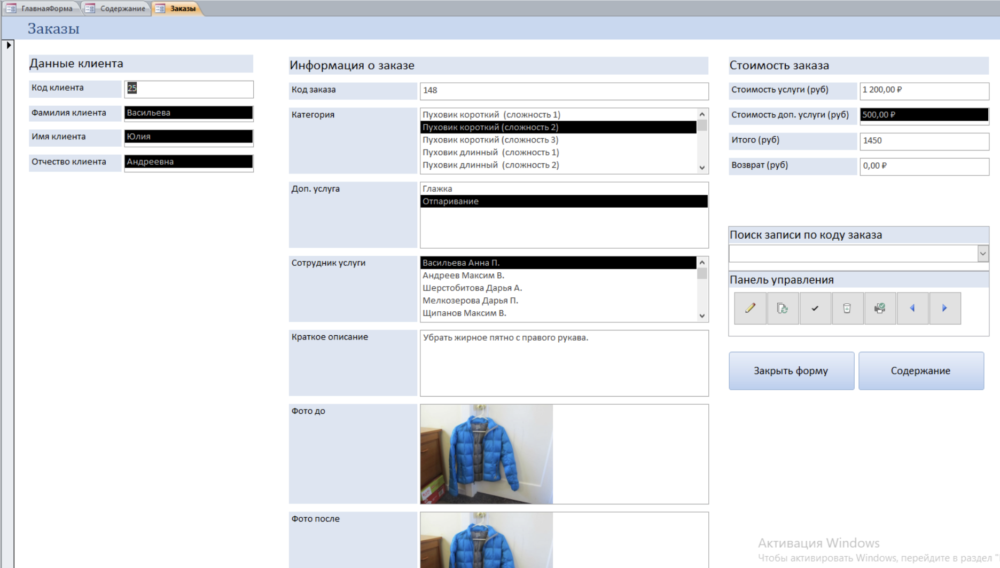 ГлавнаяФорма
Содержание
Заказы
Заказы
Данные клиента
Код клиента
25
Фамилия клиента
Васильева
Имя клиента
Юлия
Отчество клиента
Андреевна
Информация о заказе
Код заказа
148
Категория
Пуховик короткий (сложность 1)
Пуховик короткий (сложность 2)
Пуховик короткий (сложность 3)
Пуховик длинный (сложность 1)
Пуховик длинный (сложность 2)
Доп. услуга
Глажка
Отпаривание
Сотрудник услуги
Васильева Анна П.
Андреев Максим В.
Шерстобитова Дарья А.
Мелкозерова Дарья П.
Щипанов Максим В.
Краткое описание
Убрать жирное пятно с правого рукава.
Фото до
Фото после
Стоимость заказа
Стоимость услуги (руб)
1 200,00 ₽
Стоимость доп. услуги (руб)
500,00 ₽
Итого (руб)
1450
Возврат (руб)
0,00 ₽
Поиск записи по коду заказа
Панель управления
Закрыть форму
Содержание
Активация Windows
Чтобы активировать Windows, перейдите в раздел "